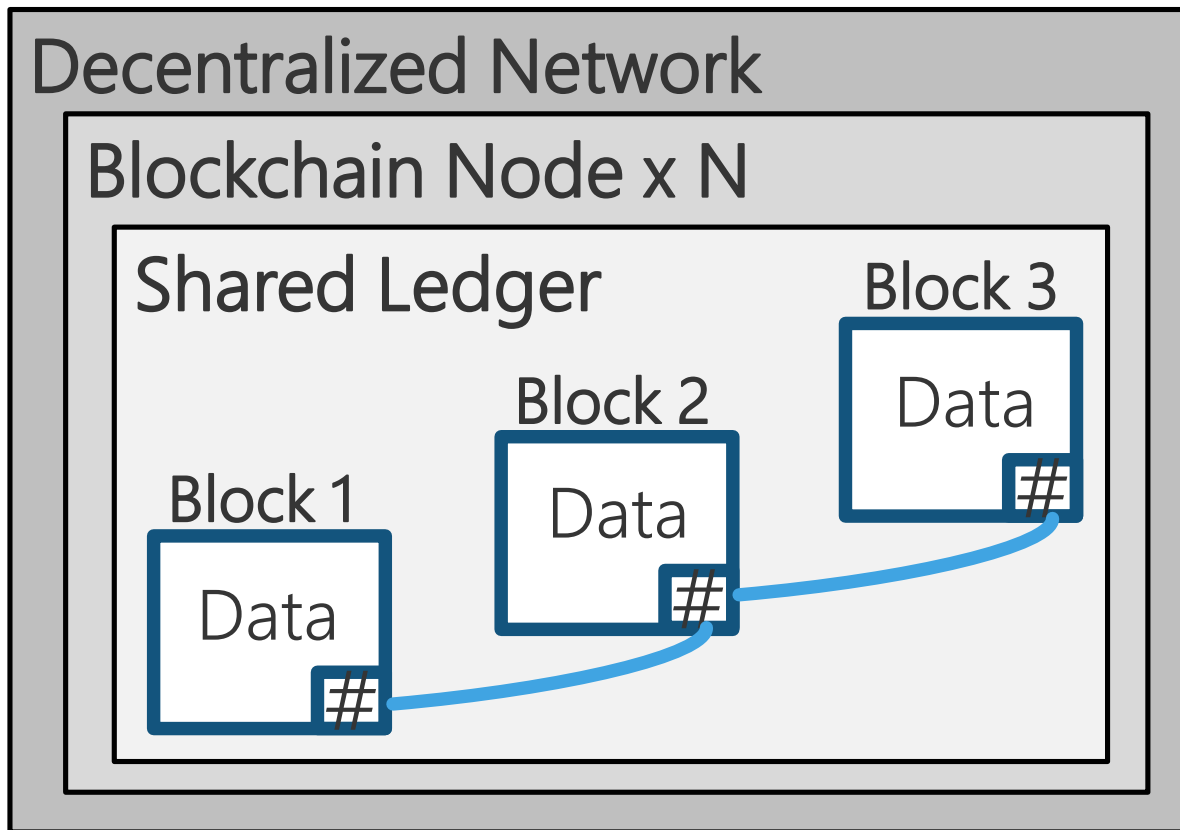 Decentralized Network
Blockchain Node x N
Shared Ledger
Block 1
Data
#
Block 2
Data
#
Block 3
Data
#